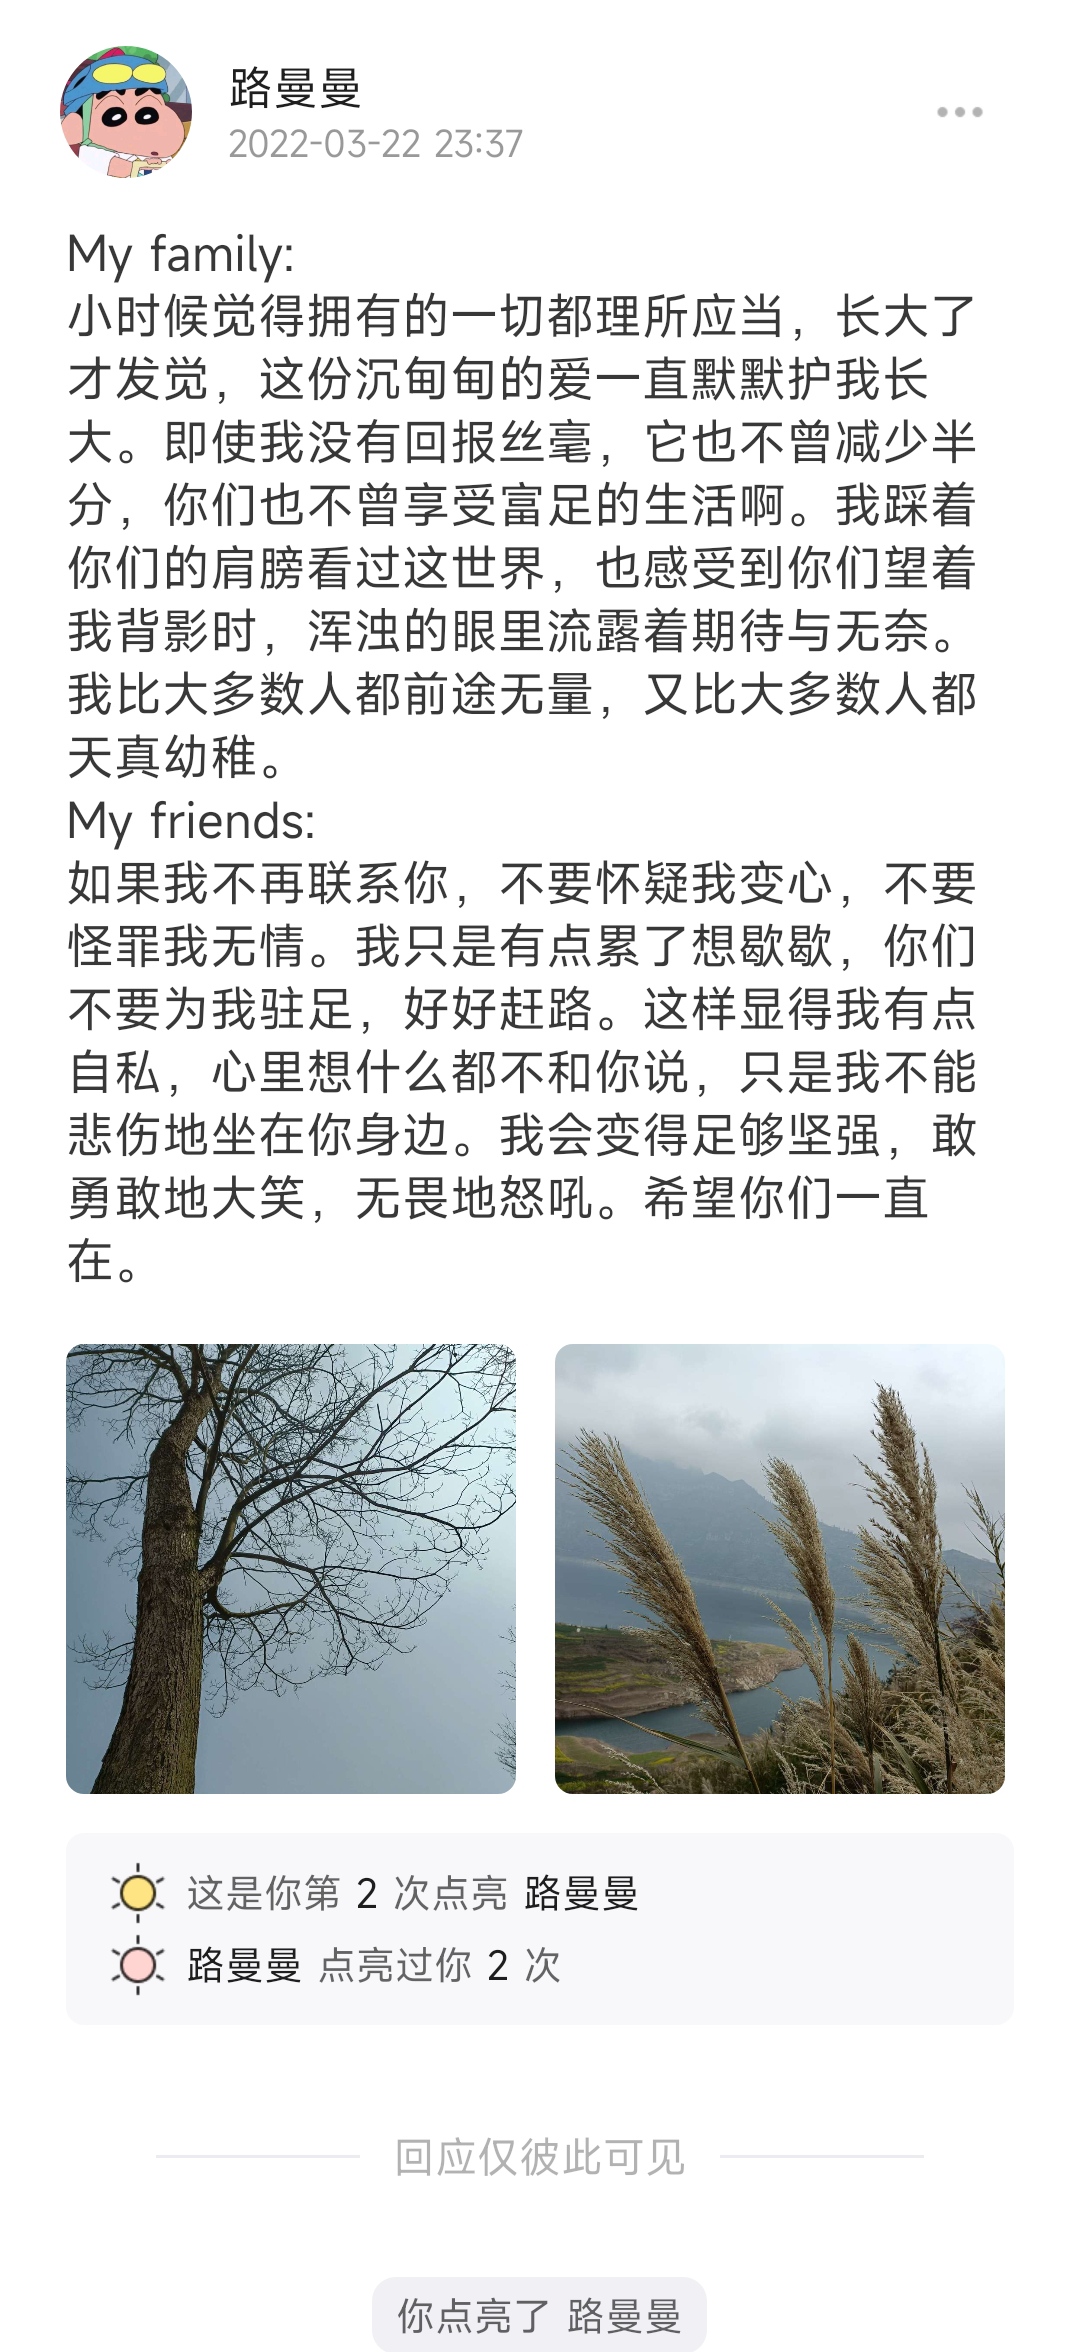 路曼曼
2022-03-22 23:37
My family:
小时候觉得拥有的一切都理所应当，长大了
才发觉，这份沉甸甸的爱一直默默护我长
大。即使我没有回报丝毫，它也不曾减少半
分，你们也不曾享受富足的生活啊。我踩着
你们的肩膀看过这世界，也感受到你们望着
我背影时，浑浊的眼里流露着期待与无奈。
我比大多数人都前途无量，又比大多数人都
天真幼稚。
My friends:
如果我不再联系你，不要怀疑我变心，不要
怪罪我无情。我只是有点累了想歇歇，你们
不要为我驻足，好好赶路。这样显得我有点
自私，心里想什么都不和你说，只是我不能
悲伤地坐在你身边。我会变得足够坚强，敢
勇敢地大笑，无畏地怒吼。希望你们一直
在。
这是你第 2 次点亮 路曼曼
路曼曼 点亮过你 2 次
回应仅彼此可见
你点亮了 路曼曼